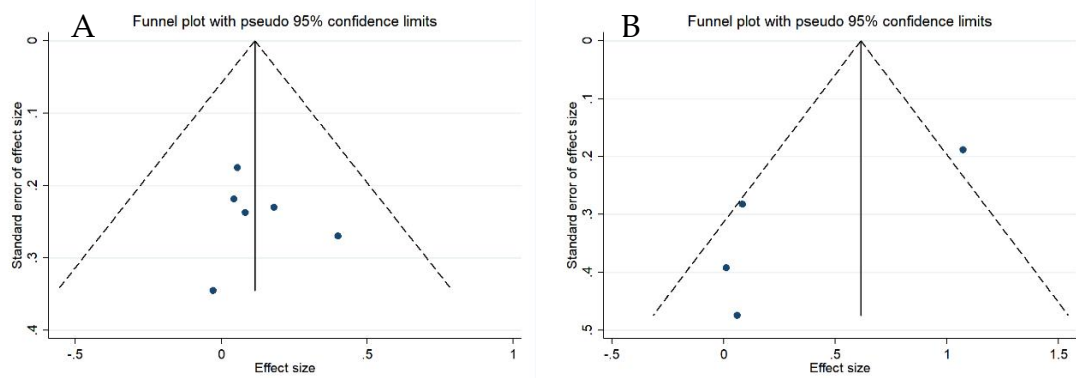 A
Funnel plot with pseudo 95% confidence limits
Standard error of effect size
0
.1
.2
.3
.4
-.5
0
.5
1
Effect size
B
Funnel plot with pseudo 95% confidence limits
Standard error of effect size
0
.1
.2
.3
.4
.5
-.5
0
.5
1
1.5
Effect size